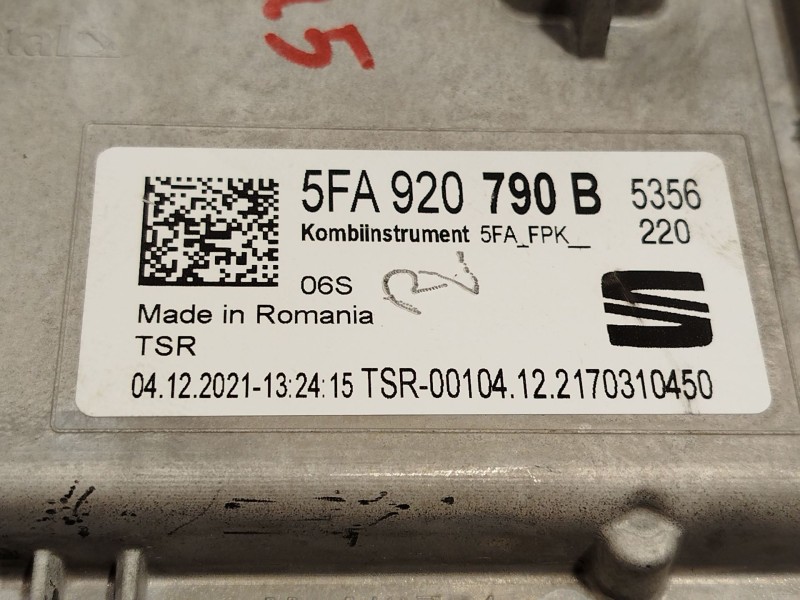 25
5FA 920 790 B 5356
Kombiinstrument 5FA_FPK__ 220
06S
Made in Romania
TSR
04.12.2021-13:24:15 TSR-00104.12.2170310450